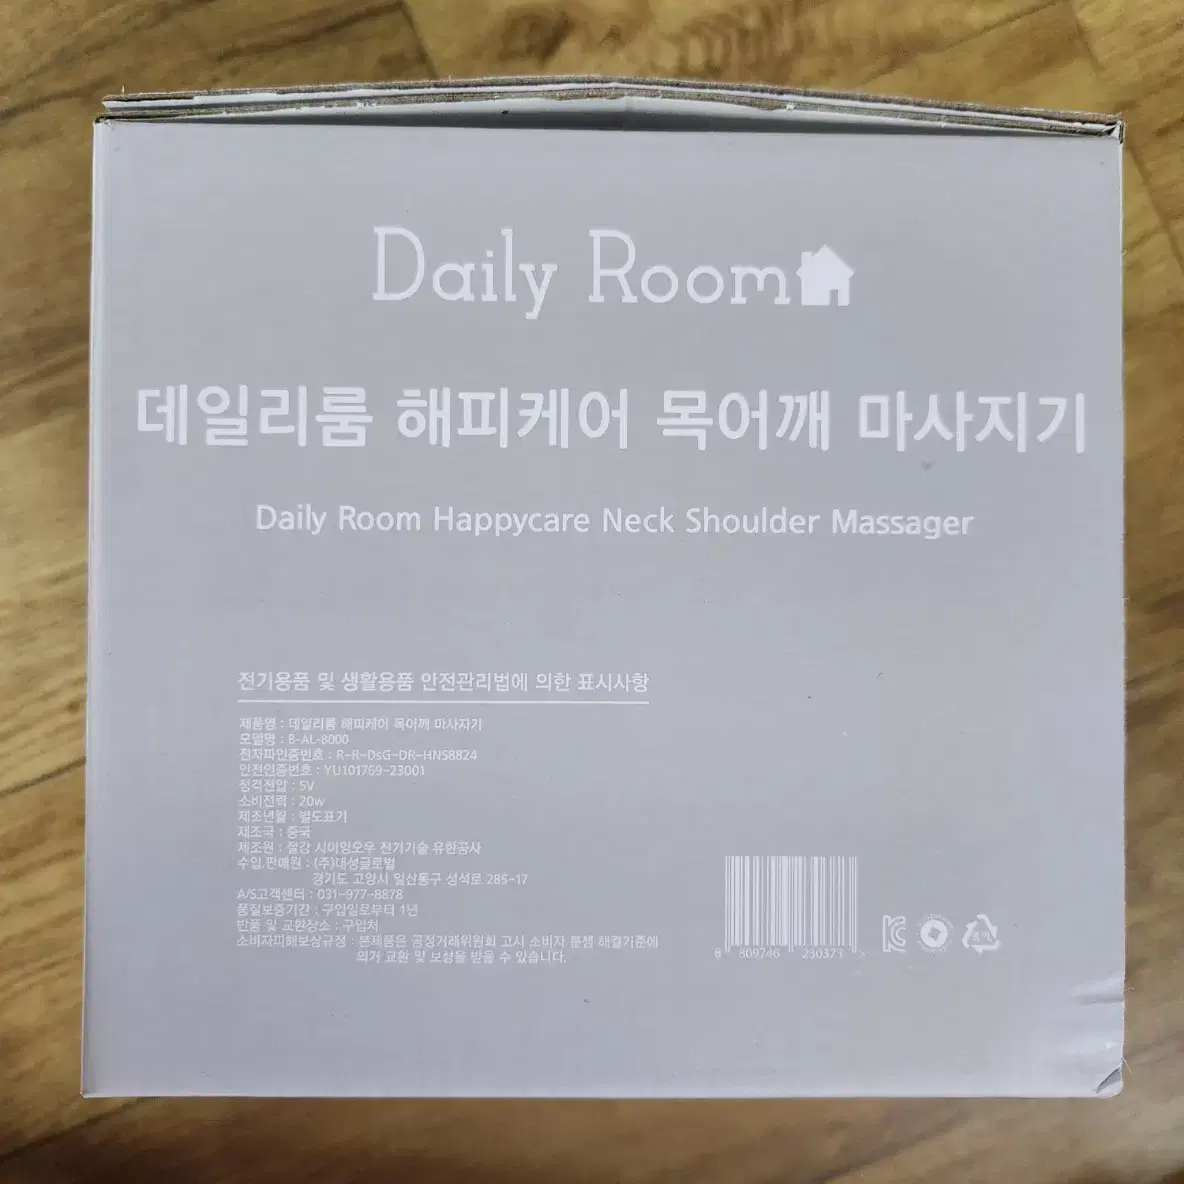 Daily Room
데일리룸 해피케어 목어깨 마사지기
Daily Room Happycare Neck Shoulder Massager
전기용품 및 생활용품 안전관리법에 의한 표시사항
제품명 : 데일리룸 해피케어 목어깨 마사지기
모델명 : B-AL-8000
전자파인증번호 : R-R-DsG-DR-HNS8824
안전인증번호 : YU101769-23001
정격전압 : 5V
소비전력 : 20w
제조년월 : 별도표기
제조국 : 중국
제조원 : 절강 시미앙오우 전기기술 유한공사
수입.판매원 : (주)대성글로벌
경기도 고양시 일산동구 성석로 285-17
A/S고객센터 : 031-977-8878
품질보증기간 : 구입일로부터 1년
반품 및 교환장소 : 구입처
소비자피해보상규정 : 본제품은 공정거래위원회 고시 소비자 분쟁 해결기준에
의거 교환 및 보상을 받을 수 있습니다.
8 809746 230373